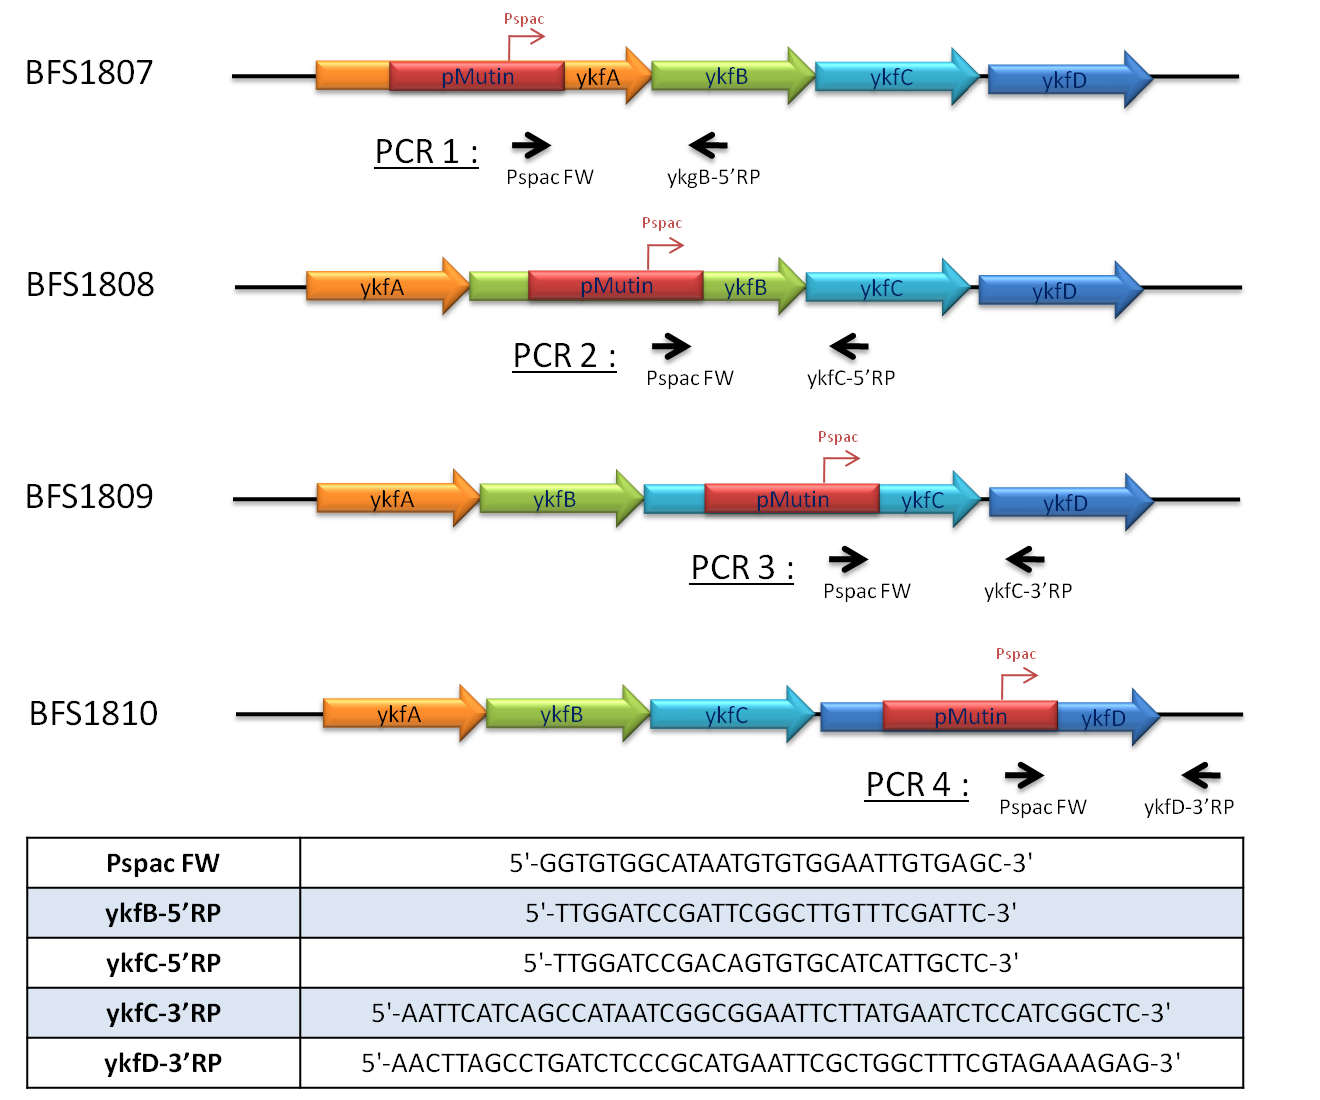 Pspac
BFS1807
pMutin ykfA ykfB ykfC ykfD
PCR 1 :
Pspac FW ykgB-5'RP
Pspac
BFS1808
ykfA pMutin ykfB ykfC ykfD
PCR 2 :
Pspac FW ykfC-5'RP
Pspac
BFS1809
ykfA ykfB pMutin ykfC ykfD
PCR 3 :
Pspac FW ykfC-3'RP
Pspac
BFS1810
ykfA ykfB ykfC pMutin ykfD
PCR 4 :
Pspac FW ykfD-3'RP
Pspac FW 5'-GGTGTGGCATAATGTGTGGAATTGTGAGC-3'
ykfB-5'RP 5'-TTGGATCCGATTCGGCTTGTTTCGATTC-3'
ykfC-5'RP 5'-TTGGATCCGACAGTGTGCATCATTGCTC-3'
ykfC-3'RP 5'-AATTCATCAGCCATAATCGGCGGAATTCTTATGAATCTCCATCGGCTC-3'
ykfD-3'RP 5'-AACTTAGCCTGATCTCCCGCATGAATTCGCTGGCTTTCGTAGAAAGAG-3'